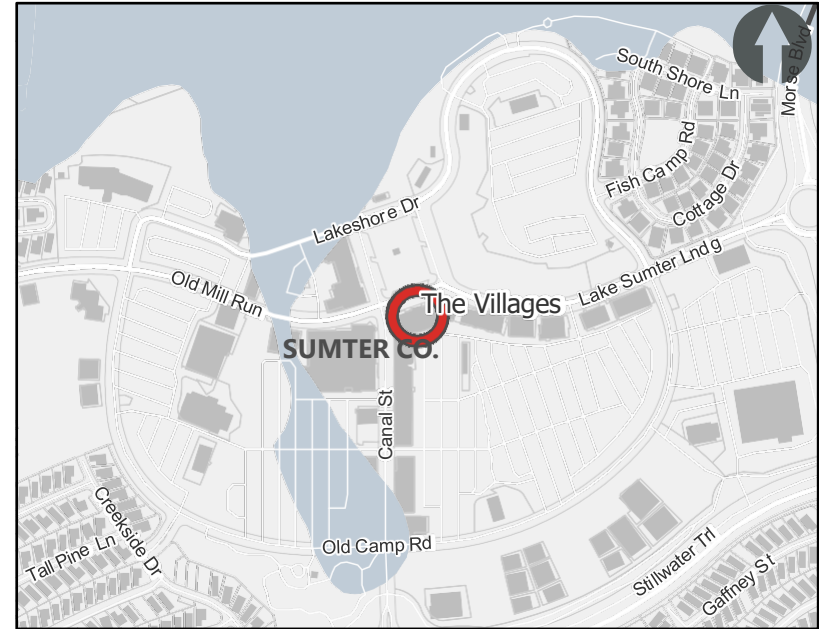 South Shore Ln
Morse Blvd
Fish Camp Rd
Cottage Dr
Lakeshore Dr
Lake Sumter Lndg
Old Mill Run
The Villages
SUMTER CO.
Canal St
Creekside Dr
Tall Pine Ln
Old Camp Rd
Stillwater Trl
Gaffney St